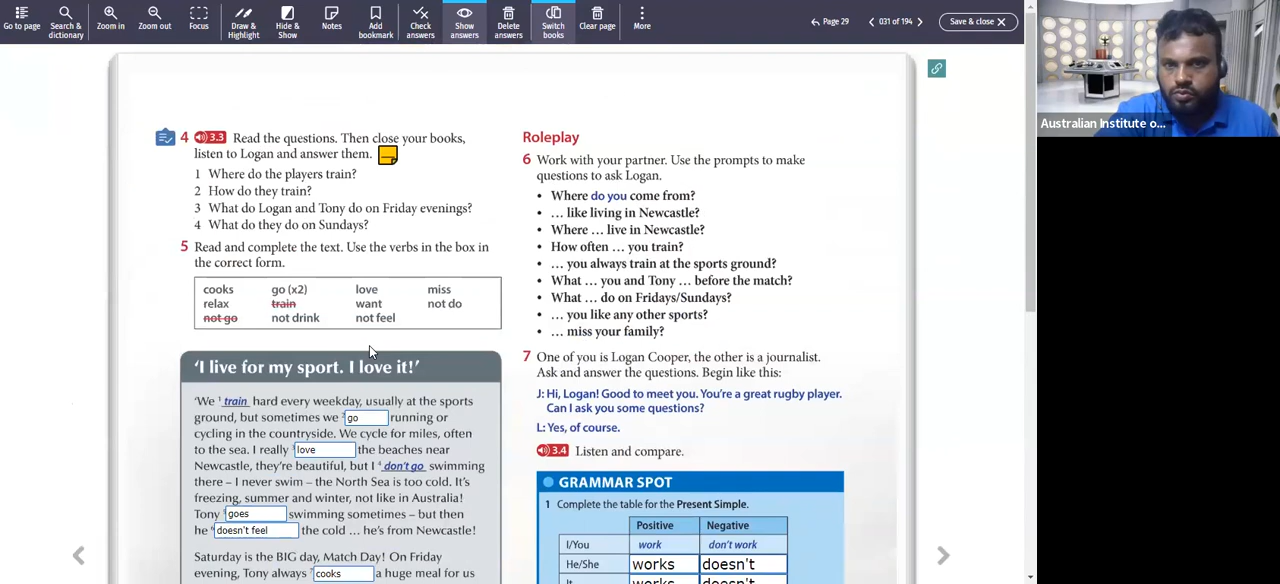 Go to page
Search & dictionary
Zoom in
Zoom out
Focus
Draw & Highlight
Hide & Show
Notes
Add bookmark
Check answers
Show answers
Delete answers
Switch books
Clear page
More
Page 29
031 of 194
Save & close
Australian Institute o...
4 3.3 Read the questions. Then close your books,
listen to Logan and answer them.
1 Where do the players train?
2 How do they train?
3 What do Logan and Tony do on Friday evenings?
4 What do they do on Sundays?
5 Read and complete the text. Use the verbs in the box in
the correct form.
cooks go (x2) love miss
relax train want not do
not go not drink not feel
'I live for my sport. I love it!'
'We 1 train hard every weekday, usually at the sports
ground, but sometimes we 2 go running or
cycling in the countryside. We cycle for miles, often
to the sea. I really 3 love the beaches near
Newcastle, they're beautiful, but I 4 don't go swimming
there – I never swim – the North Sea is too cold. It's
freezing, summer and winter, not like in Australia!
Tony 5 goes swimming sometimes – but then
he 6 doesn't feel the cold ... he's from Newcastle!
Saturday is the BIG day, Match Day! On Friday
evening, Tony always 7 cooks a huge meal for us
Roleplay
6 Work with your partner. Use the prompts to make
questions to ask Logan.
• Where do you come from?
• ... like living in Newcastle?
• Where ... live in Newcastle?
• How often ... you train?
• ... you always train at the sports ground?
• What ... you and Tony ... before the match?
• What ... do on Fridays/Sundays?
• ... you like any other sports?
• ... miss your family?
7 One of you is Logan Cooper, the other is a journalist.
Ask and answer the questions. Begin like this:
J: Hi, Logan! Good to meet you. You're a great rugby player.
Can I ask you some questions?
L: Yes, of course.
3.4 Listen and compare.
GRAMMAR SPOT
1 Complete the table for the Present Simple.
Positive Negative
I/You work don't work
He/She works doesn't
It works doesn't